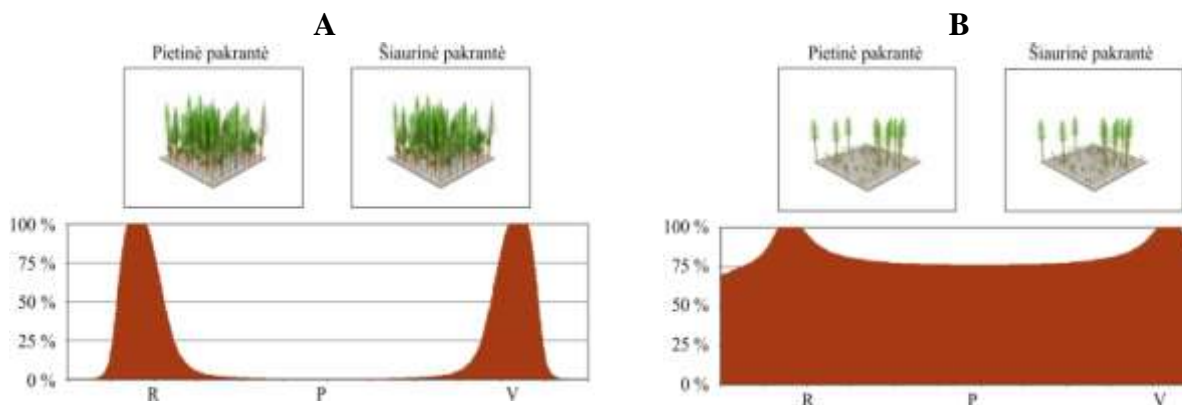 A
B
Pietinė pakrantė
Šiaurinė pakrantė
Pietinė pakrantė
Šiaurinė pakrantė
100 %
75 %
50 %
25 %
0 %
R
P
V
100 %
75 %
50 %
25 %
0 %
R
P
V